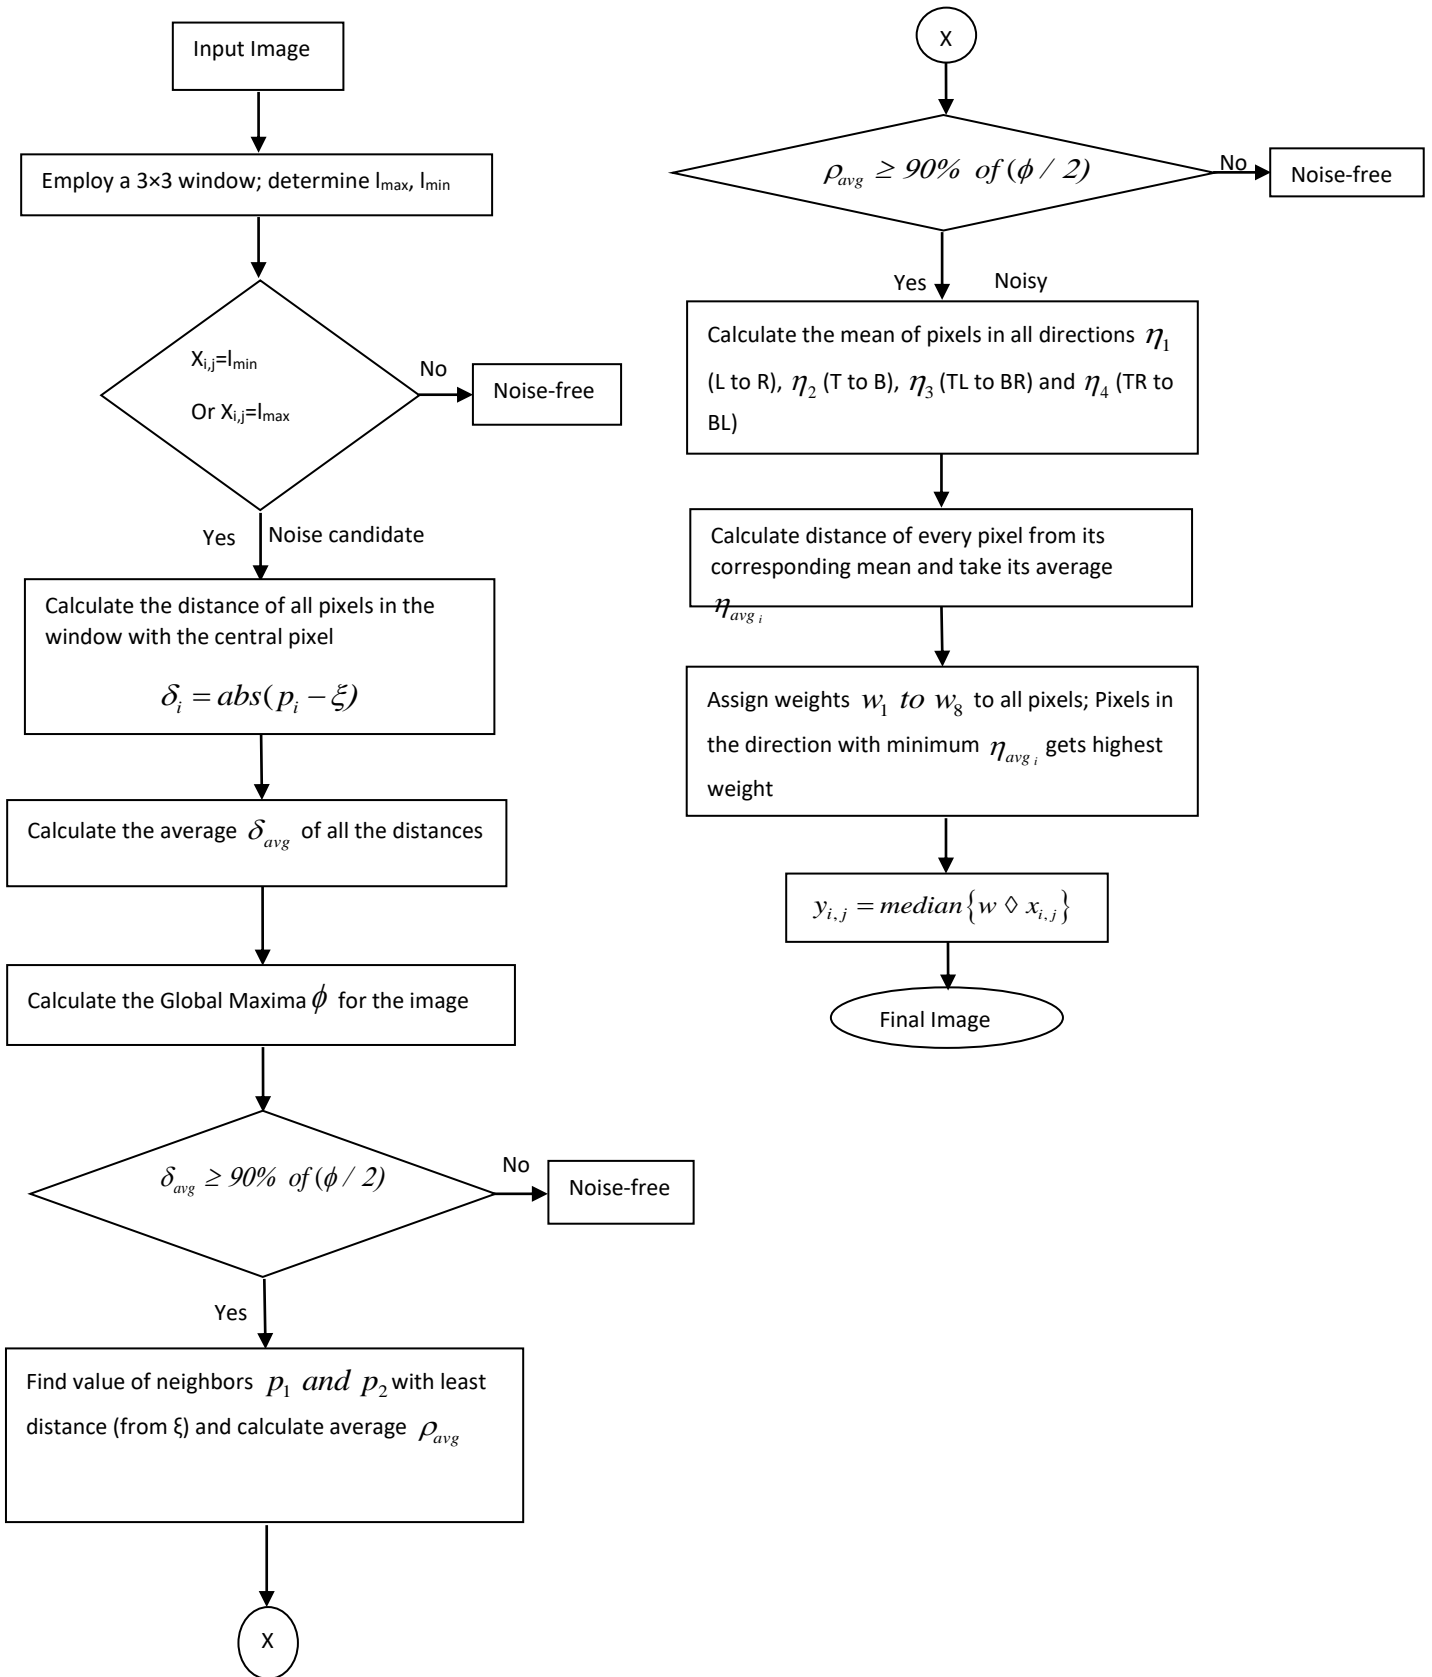 Input Image
Employ a 3×3 window; determine Imax, Imin
Xi,j=Imin
Or Xi,j=Imax
No
Noise-free
Yes
Noise candidate
Calculate the distance of all pixels in the
window with the central pixel
δi = abs(pi − ξ)
Calculate the average δavg of all the distances
Calculate the Global Maxima ϕ for the image
δavg ≥ 90% of (ϕ / 2)
No
Noise-free
Yes
Find value of neighbors p1 and p2 with least
distance (from ξ) and calculate average ρavg
X
X
ρavg ≥ 90% of (ϕ / 2)
No
Noise-free
Yes
Noisy
Calculate the mean of pixels in all directions η1
(L to R), η2 (T to B), η3 (TL to BR) and η4 (TR to
BL)
Calculate distance of every pixel from its
corresponding mean and take its average
ηavg i
Assign weights w1 to w8 to all pixels; Pixels in
the direction with minimum ηavg i gets highest
weight
yi,j = median{w ◊ xi,j}
Final Image